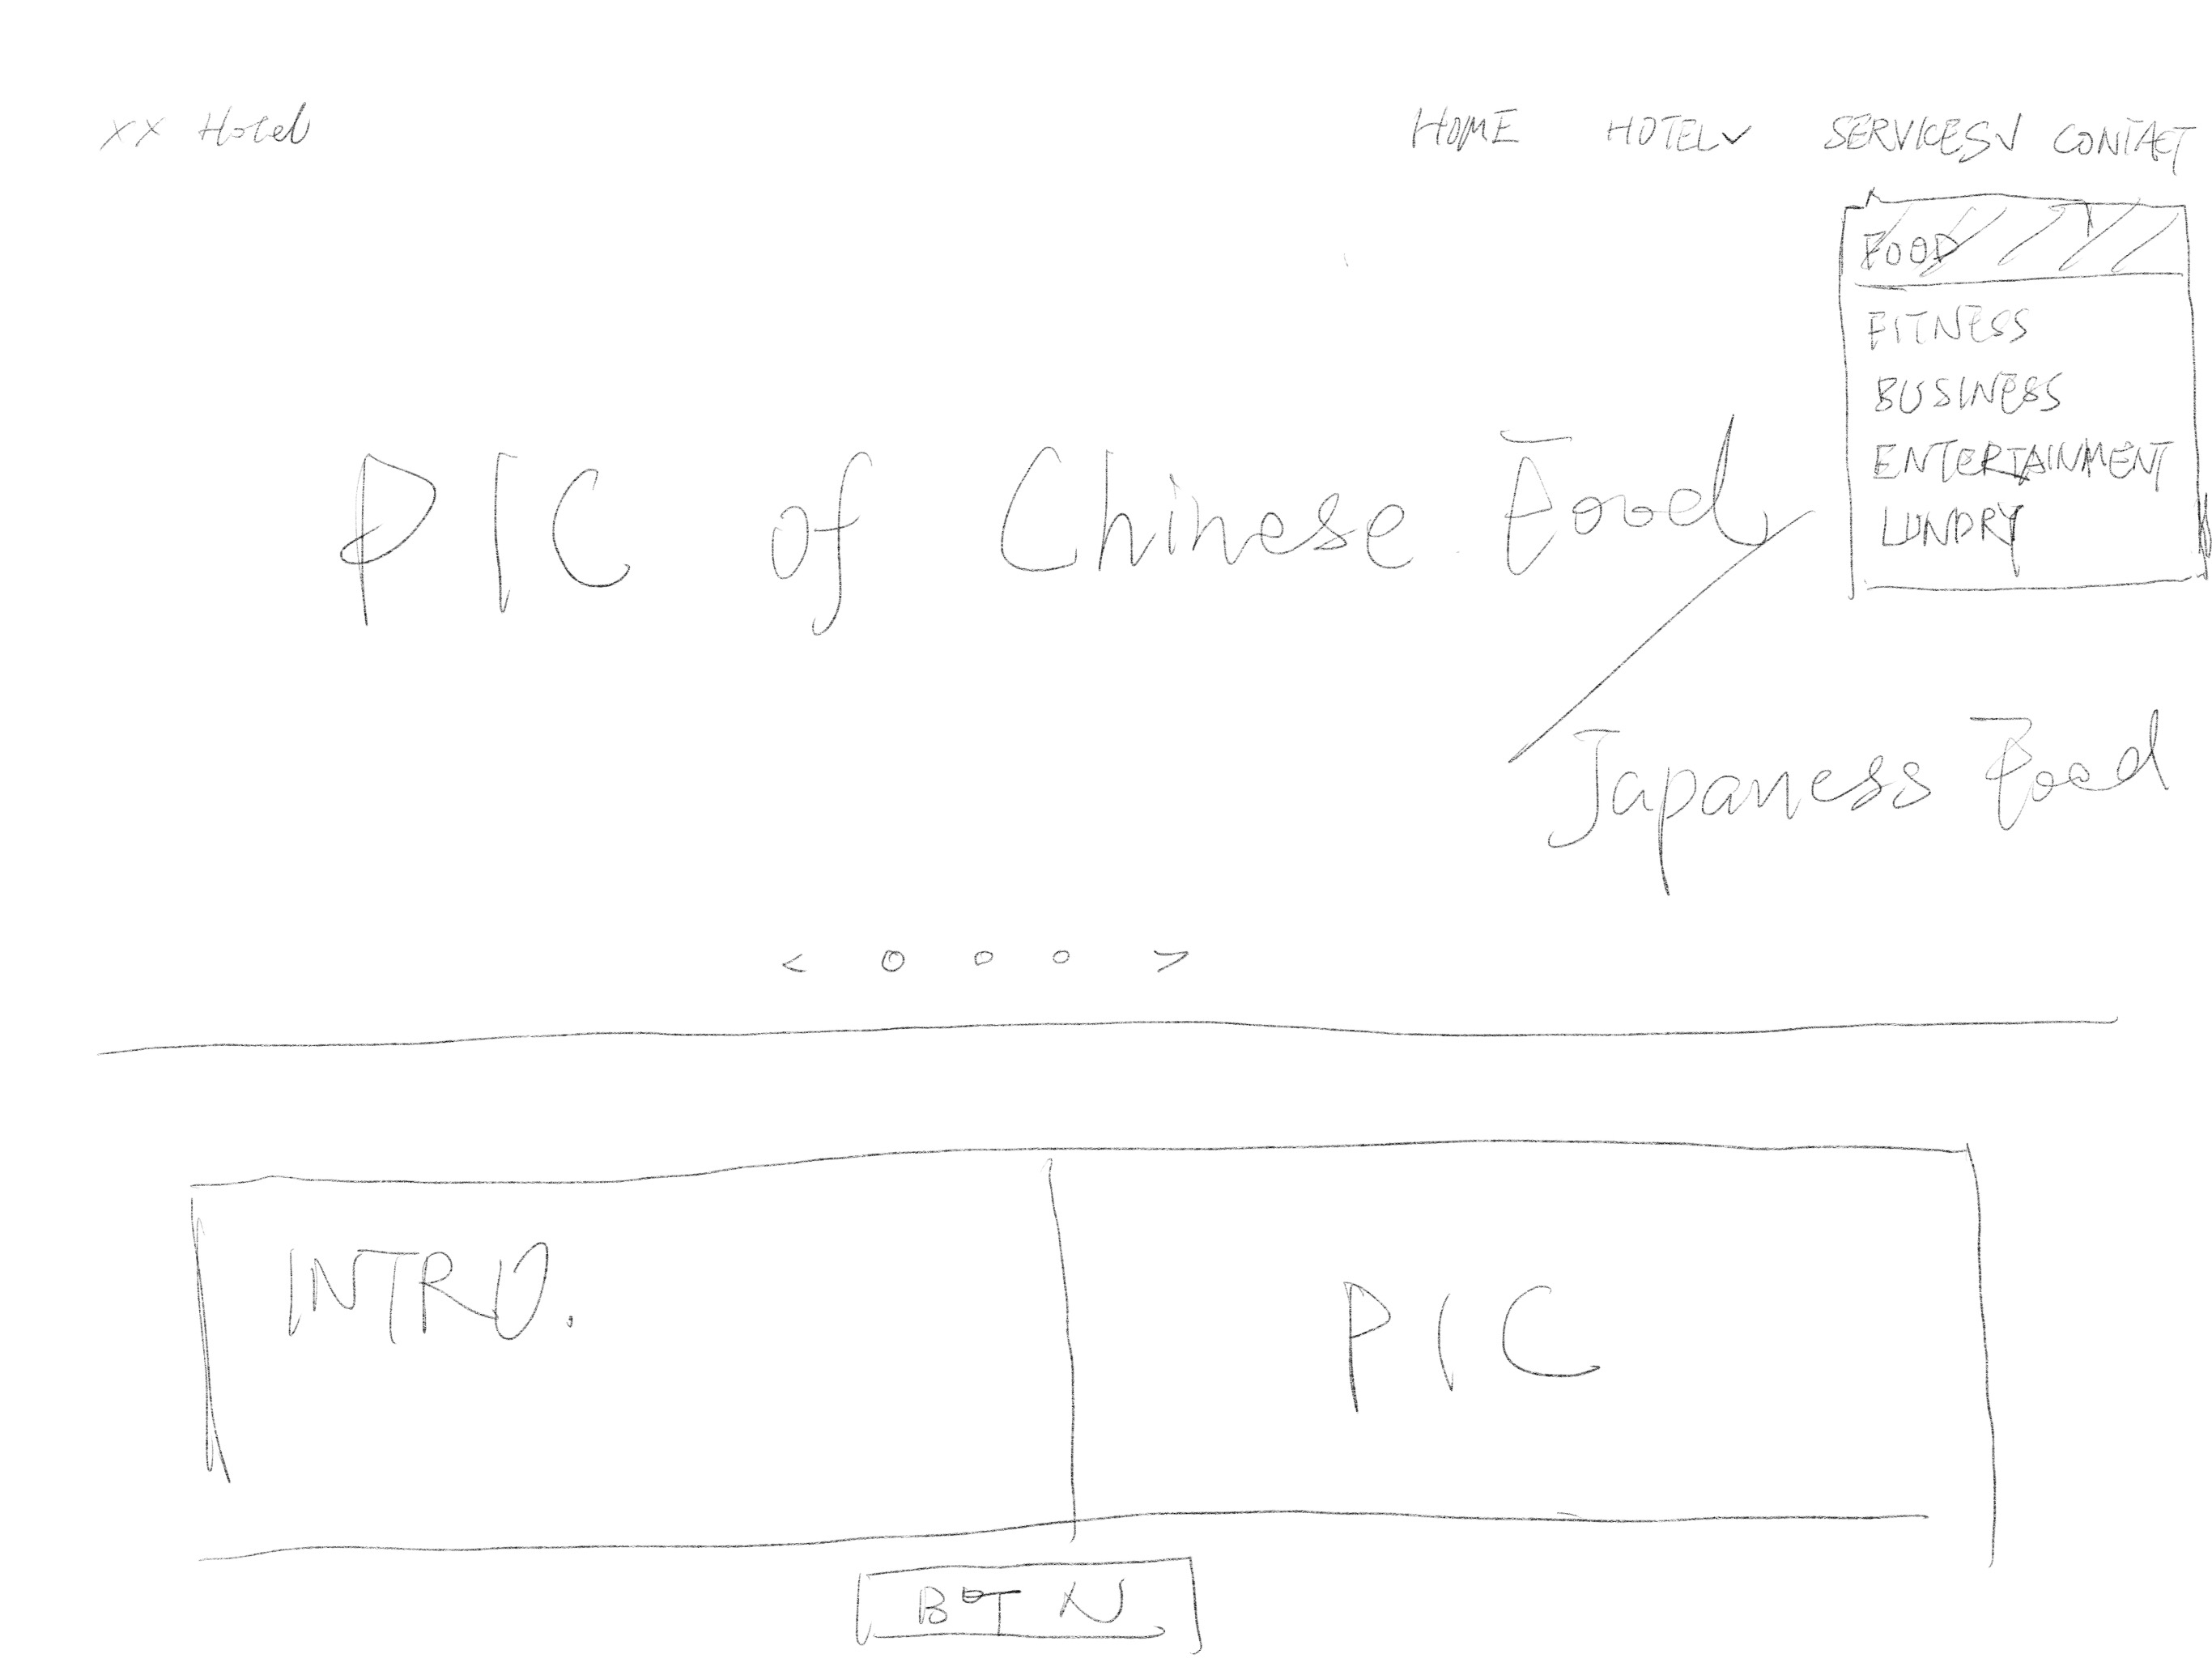 XX Hotel
HOME HOTEL SERVICES CONTACT
FOOD
FITNESS
BUSINESS
ENTERTAINMENT
LUNDRY
PIC of Chinese Food
Japaness Food
< o o o >
INTRO.
PIC